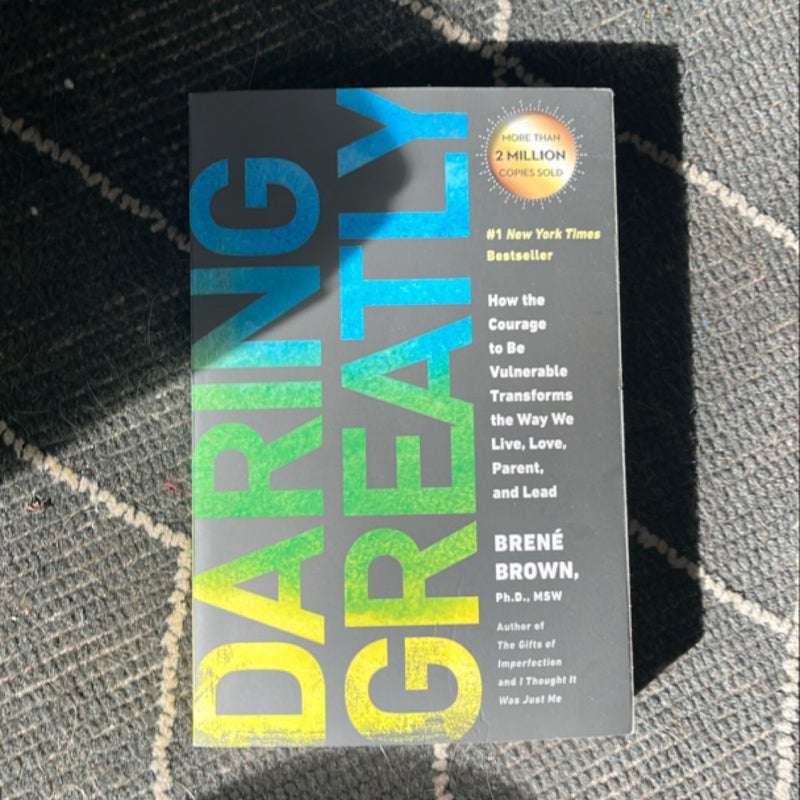 DARING
GREATLY
MORE THAN
2 MILLION
COPIES SOLD
#1 New York Times
Bestseller
How the
Courage
to Be
Vulnerable
Transforms
the Way We
Live, Love,
Parent,
and Lead
BRENÉ
BROWN,
Ph.D., MSW
Author of
The Gifts of
Imperfection
and I Thought It
Was Just Me